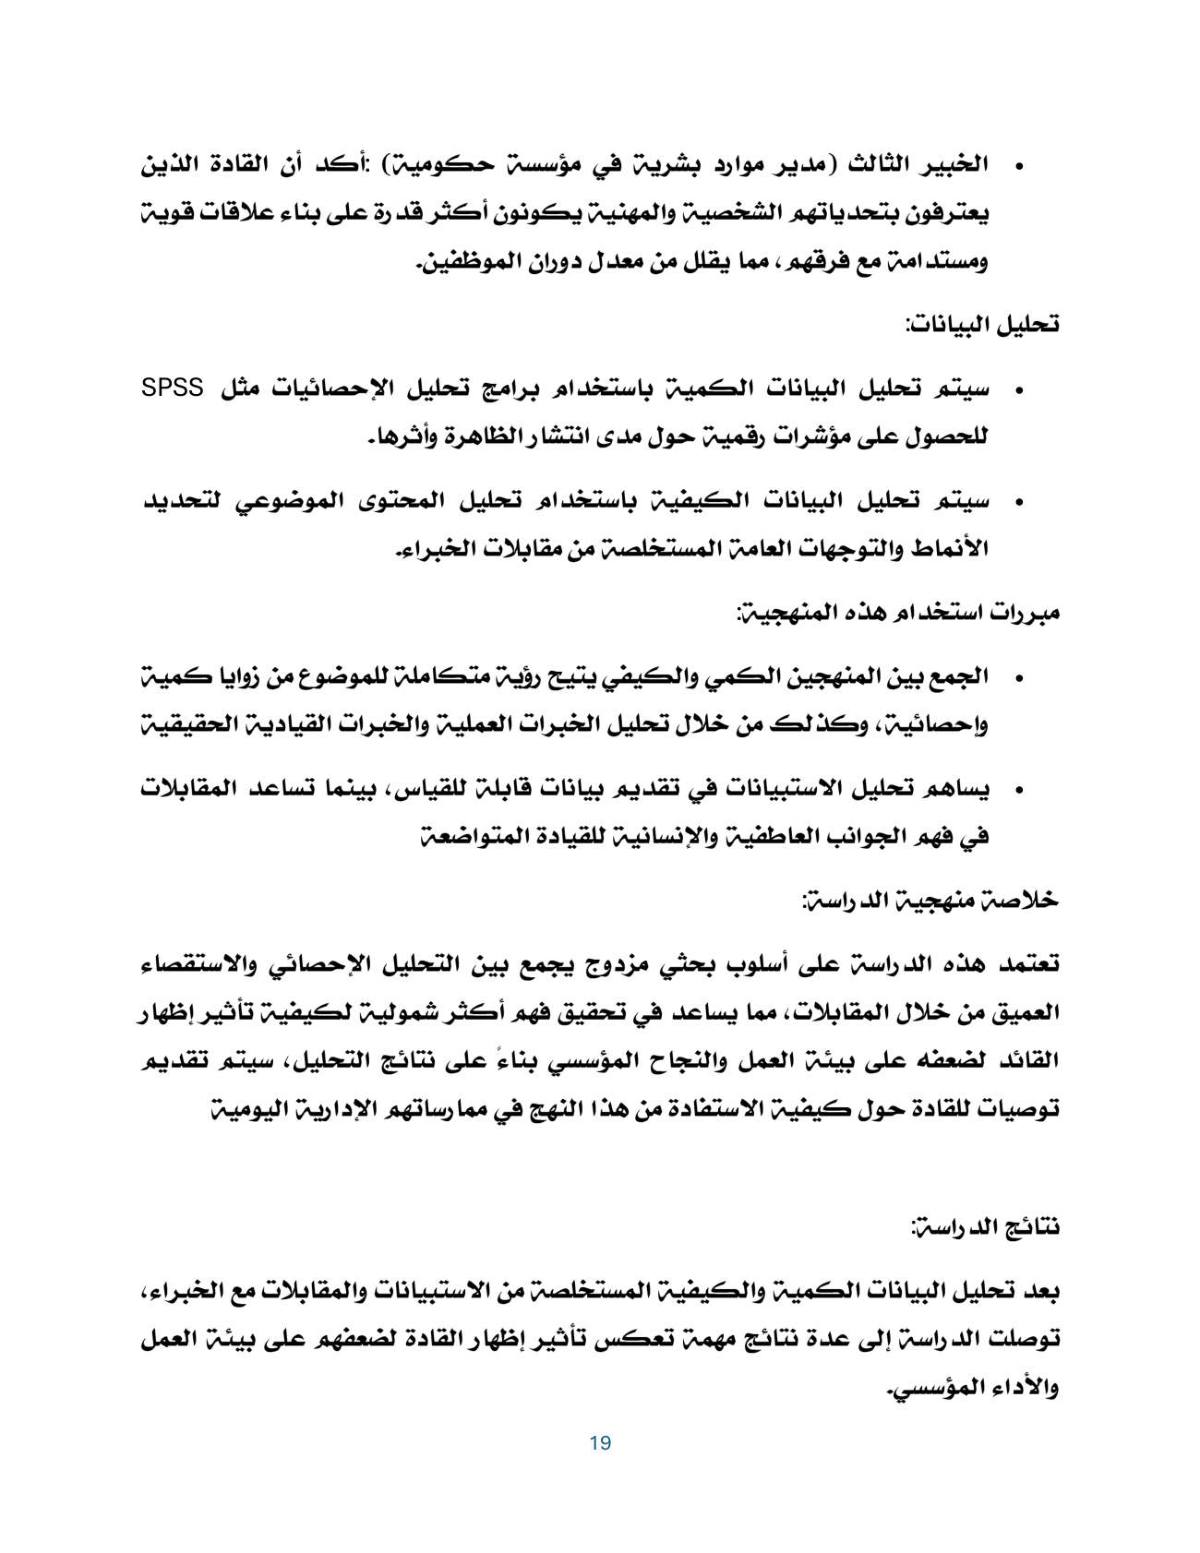 • الخبير الثالث (مدير موارد بشرية في مؤسسة حكومية) :أكد أن القادة الذين
يعترفون بتحدياتهم الشخصية والمهنية يكونون أكثر قدرة على بناء علاقات قوية
ومستدامة مع فرقهم، مما يقلل من معدل دوران الموظفين.
تحليل البيانات:
• سيتم تحليل البيانات الكمية باستخدام برامج تحليل الإحصائيات مثل SPSS
للحصول على مؤشرات رقمية حول مدى انتشار الظاهرة وأثرها.
• سيتم تحليل البيانات الكيفية باستخدام تحليل المحتوى الموضوعي لتحديد
الأنماط والتوجهات العامة المستخلصة من مقابلات الخبراء.
مبررات استخدام هذه المنهجية:
• الجمع بين المنهجين الكمي والكيفي يتيح رؤية متكاملة للموضوع من زوايا كمية
وإحصائية، وكذلك من خلال تحليل الخبرات العملية والخبرات القيادية الحقيقية
• يساهم تحليل الاستبيانات في تقديم بيانات قابلة للقياس، بينما تساعد المقابلات
في فهم الجوانب العاطفية والإنسانية للقيادة المتواضعة
خلاصة منهجية الدراسة:
تعتمد هذه الدراسة على أسلوب بحثي مزدوج يجمع بين التحليل الإحصائي والاستقصاء
العميق من خلال المقابلات، مما يساعد في تحقيق فهم أكثر شمولية لكيفية تأثير إظهار
القائد لضعفه على بيئة العمل والنجاح المؤسسي بناءً على نتائج التحليل، سيتم تقديم
توصيات للقادة حول كيفية الاستفادة من هذا النهج في ممارساتهم الإدارية اليومية
نتائج الدراسة:
بعد تحليل البيانات الكمية والكيفية المستخلصة من الاستبيانات والمقابلات مع الخبراء،
توصلت الدراسة إلى عدة نتائج مهمة تعكس تأثير إظهار القادة لضعفهم على بيئة العمل
والأداء المؤسسي.
19